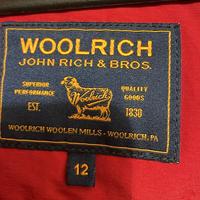 WOOLRICH
JOHN RICH & BROS.
SUPERIOR PERFORMANCE
QUALITY GOODS
Woolrich
EST. 1830
WOOLRICH WOOLEN MILLS - WOOLRICH, PA
12